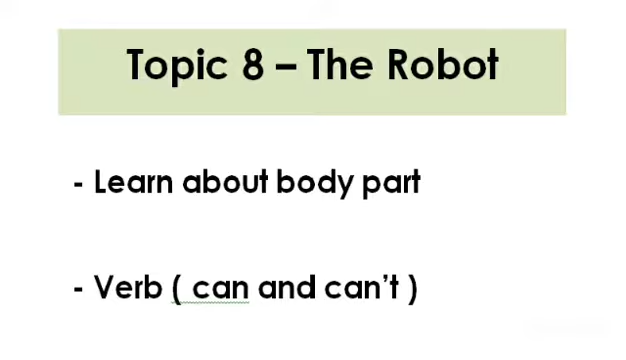 Topic 8 – The Robot
- Learn about body part
- Verb ( can and can't )